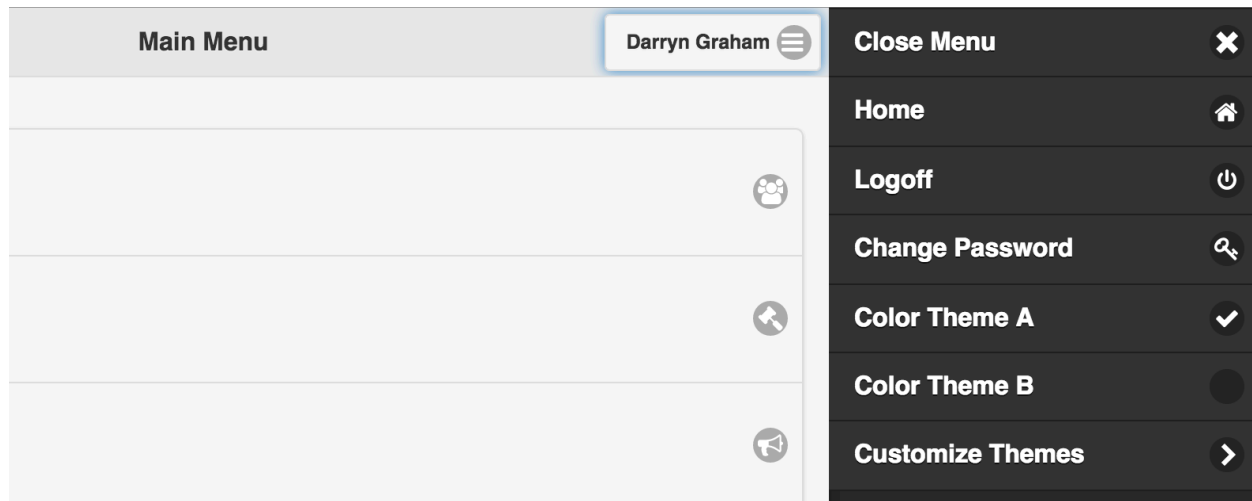 Main Menu
Darryn Graham
Close Menu
Home
Logoff
Change Password
Color Theme A
Color Theme B
Customize Themes